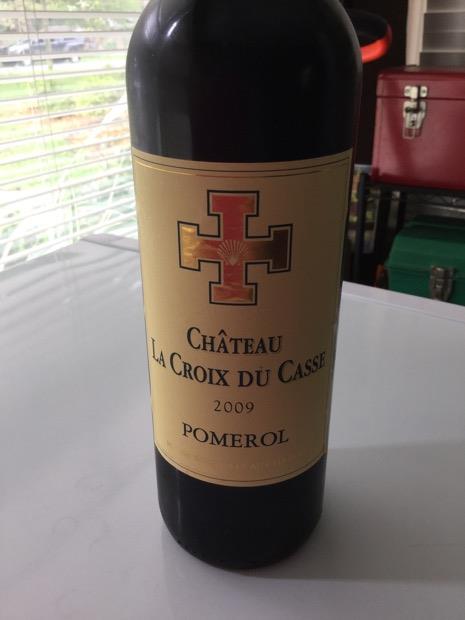 CHÂTEAU
LA CROIX DU CASSE
2009
POMEROL